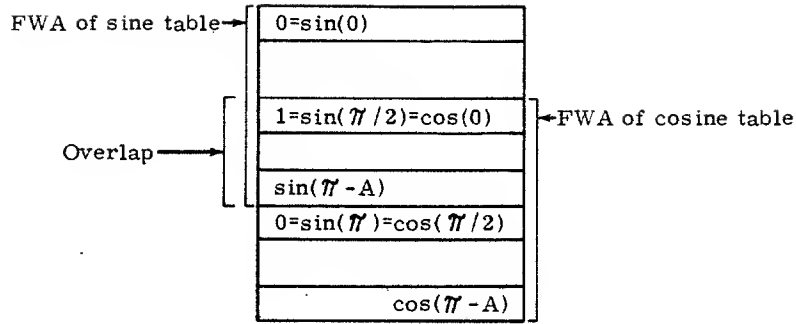 FWA of sine table
0=sin(0)
1=sin(π/2)=cos(0)
FWA of cosine table
Overlap
sin(π-A)
0=sin(π)=cos(π/2)
cos(π-A)